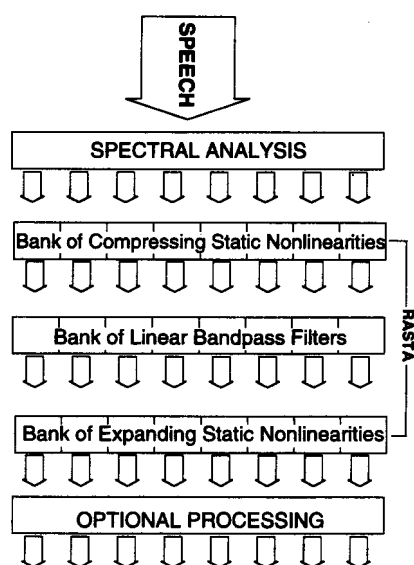 SPEECH
SPECTRAL ANALYSIS
Bank of Compressing Static Nonlinearities
Bank of Linear Bandpass Filters
RASTA
Bank of Expanding Static Nonlinearities
OPTIONAL PROCESSING